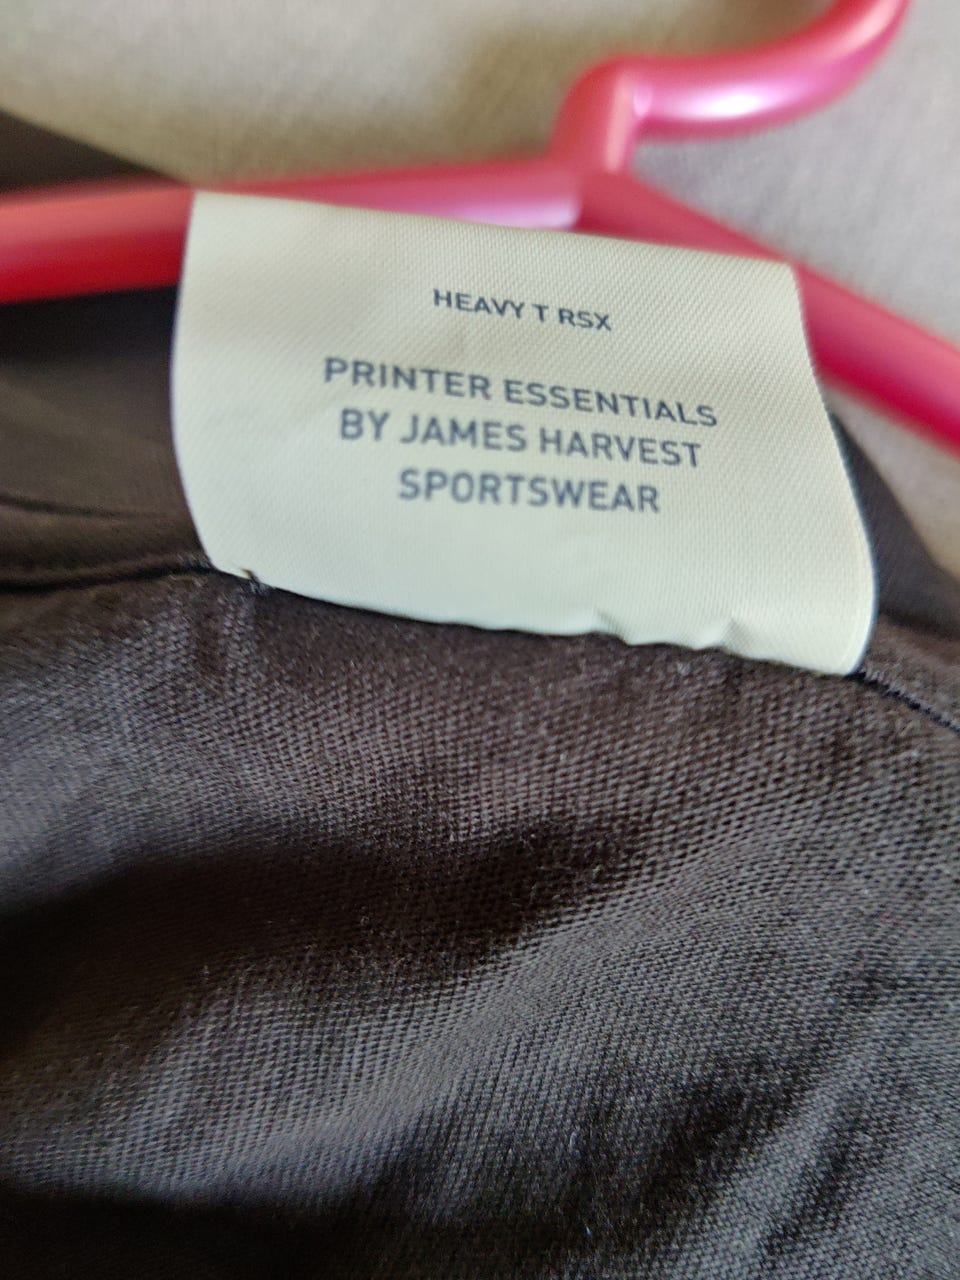 HEAVY T RSX
PRINTER ESSENTIALS
BY JAMES HARVEST
SPORTSWEAR